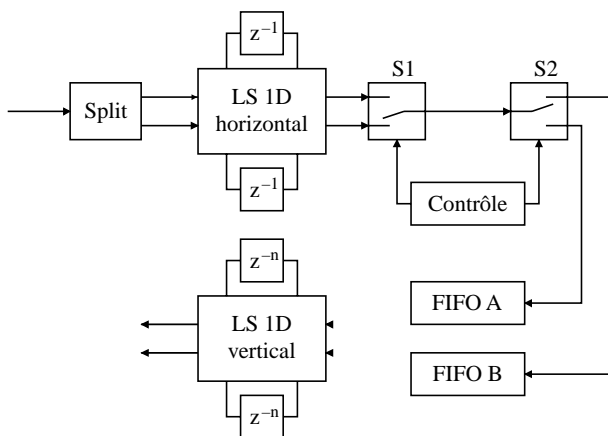 z⁻¹
S1
S2
Split
LS 1D
horizontal
z⁻¹
Contrôle
z⁻ⁿ
FIFO A
LS 1D
vertical
FIFO B
z⁻ⁿ